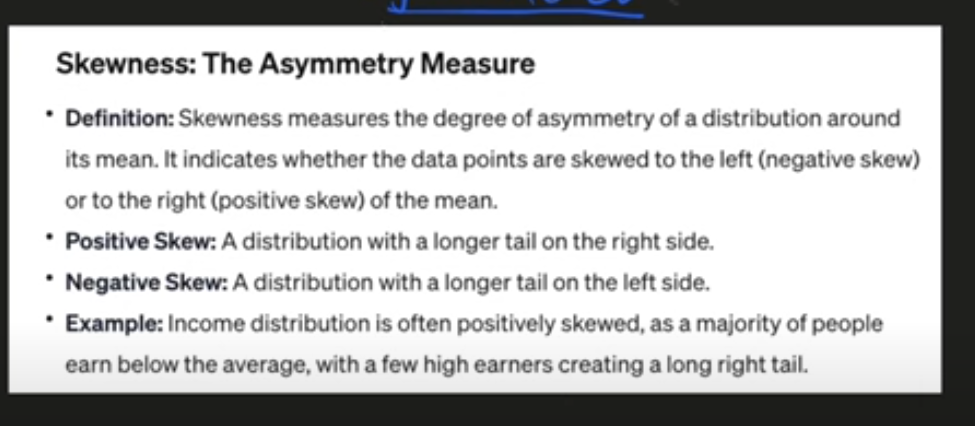 Skewness: The Asymmetry Measure
• Definition: Skewness measures the degree of asymmetry of a distribution around
its mean. It indicates whether the data points are skewed to the left (negative skew)
or to the right (positive skew) of the mean.
• Positive Skew: A distribution with a longer tail on the right side.
• Negative Skew: A distribution with a longer tail on the left side.
• Example: Income distribution is often positively skewed, as a majority of people
earn below the average, with a few high earners creating a long right tail.